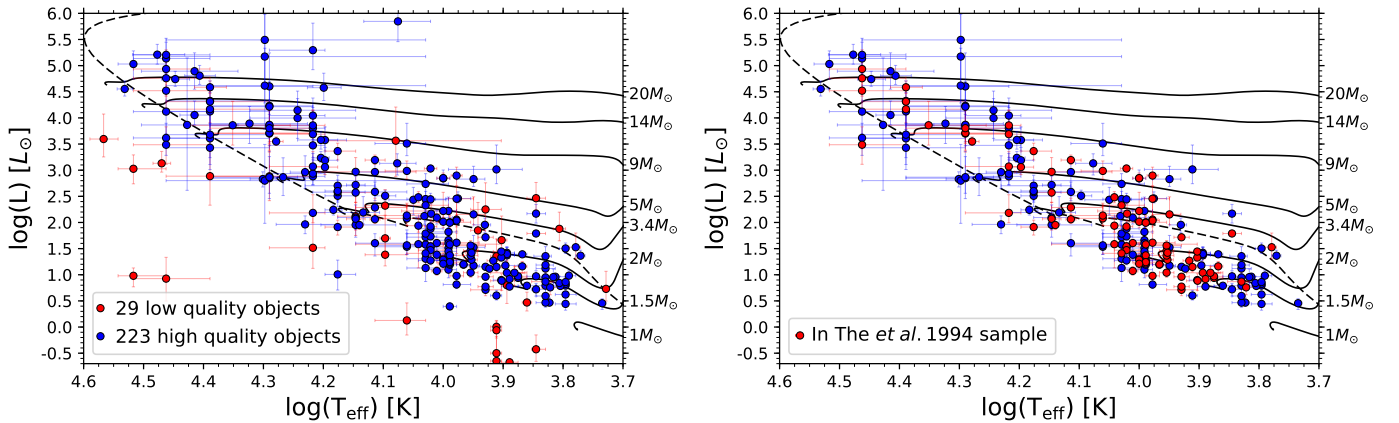 6.0
5.5
5.0
4.5
4.0
3.5
3.0
2.5
2.0
1.5
1.0
0.5
0.0
-0.5
log(L) [L⊙]
20M⊙
14M⊙
9M⊙
5M⊙
3.4M⊙
2M⊙
1.5M⊙
1M⊙
29 low quality objects
223 high quality objects
4.6 4.5 4.4 4.3 4.2 4.1 4.0 3.9 3.8 3.7
log(Teff) [K]
6.0
5.5
5.0
4.5
4.0
3.5
3.0
2.5
2.0
1.5
1.0
0.5
0.0
-0.5
log(L) [L⊙]
20M⊙
14M⊙
9M⊙
5M⊙
3.4M⊙
2M⊙
1.5M⊙
1M⊙
In The et al. 1994 sample
4.6 4.5 4.4 4.3 4.2 4.1 4.0 3.9 3.8 3.7
log(Teff) [K]